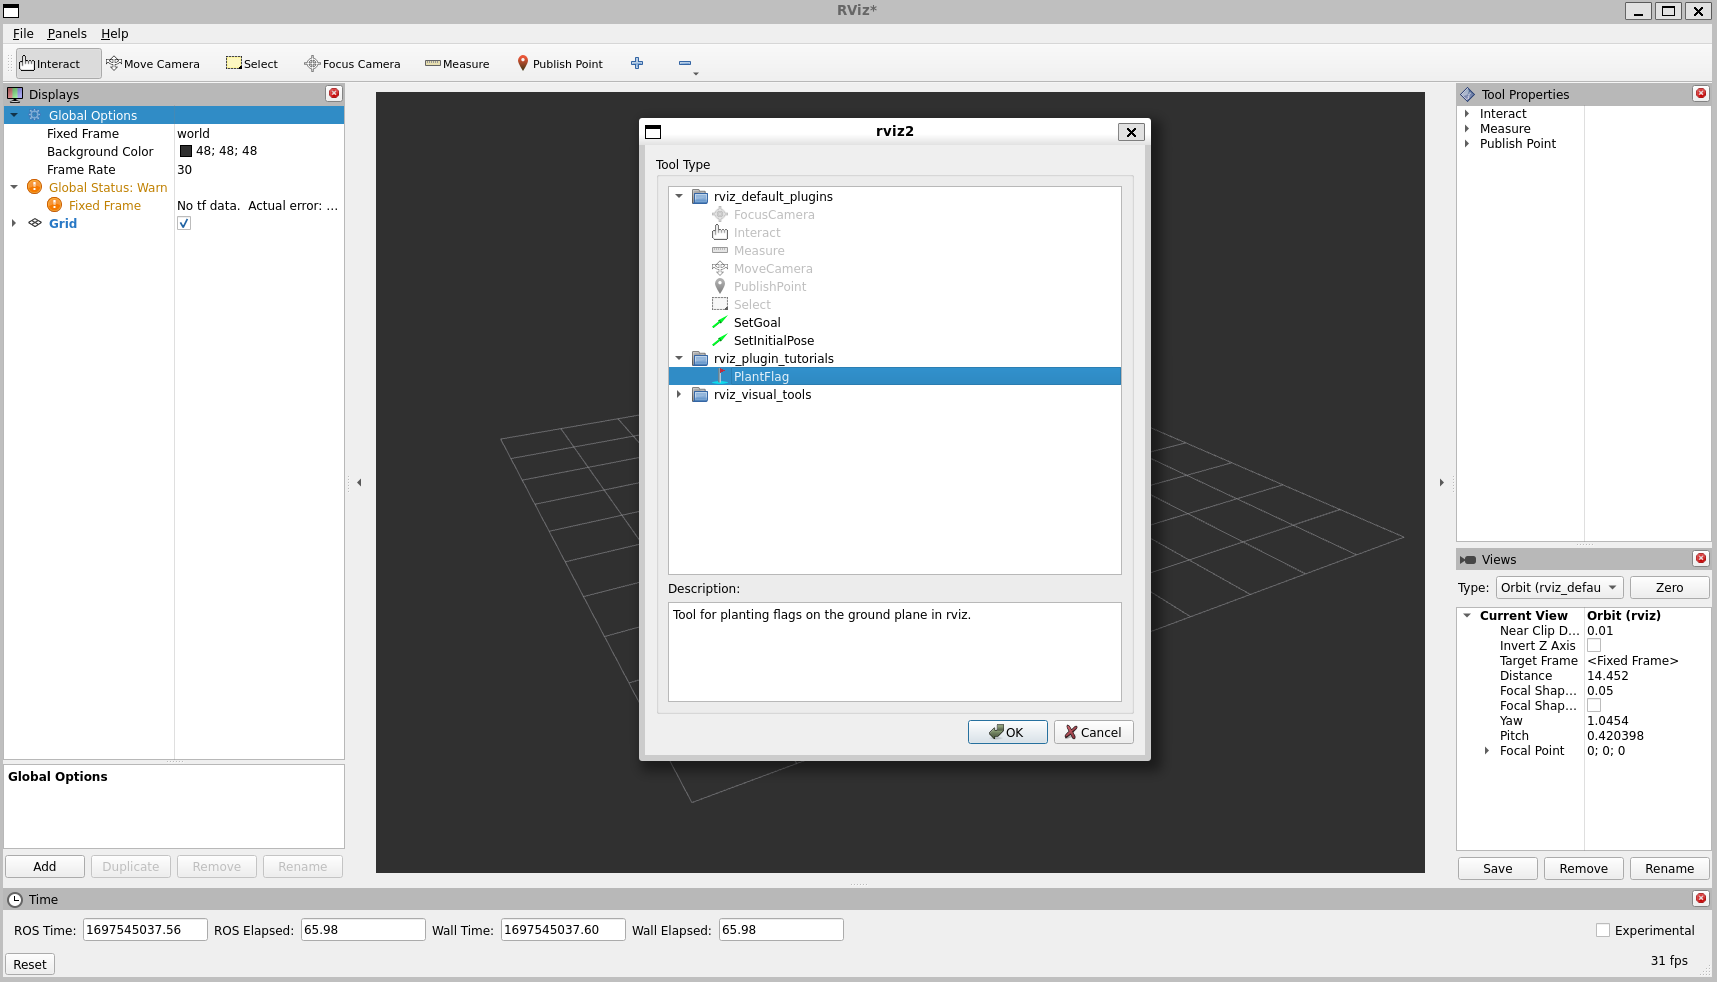 RViz*
File Panels Help
Interact Move Camera Select Focus Camera Measure Publish Point
Displays
Global Options
Fixed Frame world
Background Color 48; 48; 48
Frame Rate 30
Global Status: Warn
Fixed Frame No tf data. Actual error: ...
Grid
Global Options
Add Duplicate Remove Rename
rviz2
Tool Type
rviz_default_plugins
FocusCamera
Interact
Measure
MoveCamera
PublishPoint
Select
SetGoal
SetInitialPose
rviz_plugin_tutorials
PlantFlag
rviz_visual_tools
Description:
Tool for planting flags on the ground plane in rviz.
OK Cancel
Tool Properties
Interact
Measure
Publish Point
Views
Type: Orbit (rviz_defau Zero
Current View Orbit (rviz)
Near Clip D... 0.01
Invert Z Axis
Target Frame <Fixed Frame>
Distance 14.452
Focal Shap... 0.05
Focal Shap...
Yaw 1.0454
Pitch 0.420398
Focal Point 0; 0; 0
Save Remove Rename
Time
ROS Time: 1697545037.56 ROS Elapsed: 65.98 Wall Time: 1697545037.60 Wall Elapsed: 65.98 Experimental
Reset 31 fps